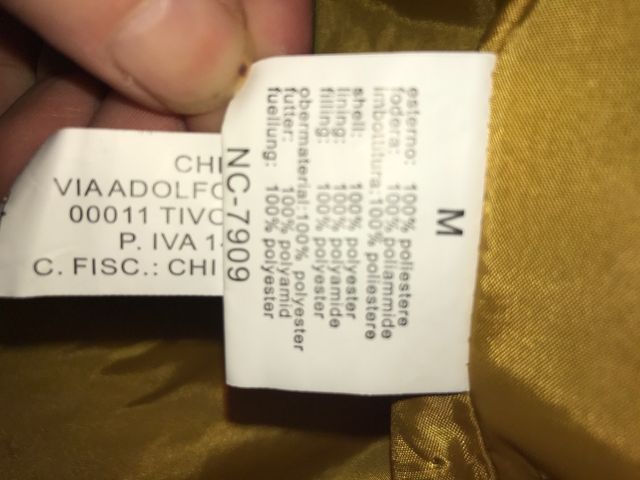 M
esterno: 100% poliestere
fodera: 100% poliammide
imbottitura:100% poliestere
shell: 100% polyester
lining: 100% polyamide
filling: 100% polyester
obermaterial:100% polyester
futter: 100% polyamid
fuellung: 100% polyester
NC-7909
CHI
VIAADOLFO
00011 TIVO
P. IVA 1
C. FISC.: CHI